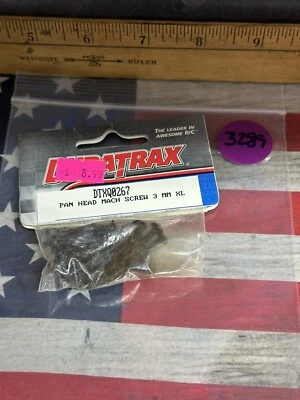 5 6 7 8 9
WESTCOTT
RULER
THE LEADER IN
AWESOME R/C
DURATRAX
3289
DTXQ0267
PAN HEAD MACH SCREW 3 MM XL